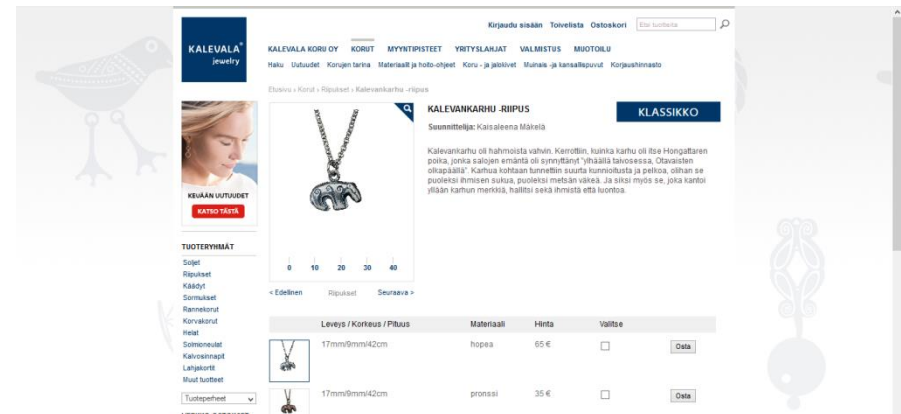 Kirjaudu sisään Toivelista Ostoskori Etsi tuotteita
KALEVALA®
jewelry
KALEVALA KORU OY KORUT MYYNTIPISTEET YRITYSLAHJAT VALMISTUS MUOTOILU
Haku Uutuudet Korujen tarina Materiaalit ja hoito-ohjeet Koru - ja jalokivet Muinais -ja kansallispuvut Korjaushinnasto
Etusivu › Korut › Riipukset › Kalevankarhu -riipus
KEVÄÄN UUTUUDET
KATSO TÄSTÄ
KALEVANKARHU -RIIPUS
KLASSIKKO
Suunnittelija: Kaisaleena Mäkelä
Kalevankarhu oli hahmoista vahvin. Kerrottiin, kuinka karhu oli itse Hongattaren
poika, jonka salojen emäntä oli synnyttänyt "ylhäällä taivosessa, Otavaisten
olkapäällä". Karhua kohtaan tunnettiin suurta kunnioitusta ja pelkoa, olihan se
puoleksi ihmisen sukua, puoleksi metsän väkeä. Ja siksi myös se, joka kantoi
yllään karhun merkkiä, hallitsi sekä ihmistä että luontoa.
0 10 20 30 40
< Edellinen Riipukset Seuraava >
TUOTERYHMÄT
Soljet
Riipukset
Käädyt
Sormukset
Rannekorut
Korvakorut
Helat
Solmioneulat
Kalvosinnapit
Lahjakortit
Muut tuotteet
Tuoteperheet
Leveys / Korkeus / Pituus Materiaali Hinta Valitse
17mm/9mm/42cm hopea 65 € Osta
17mm/9mm/42cm pronssi 35 € Osta